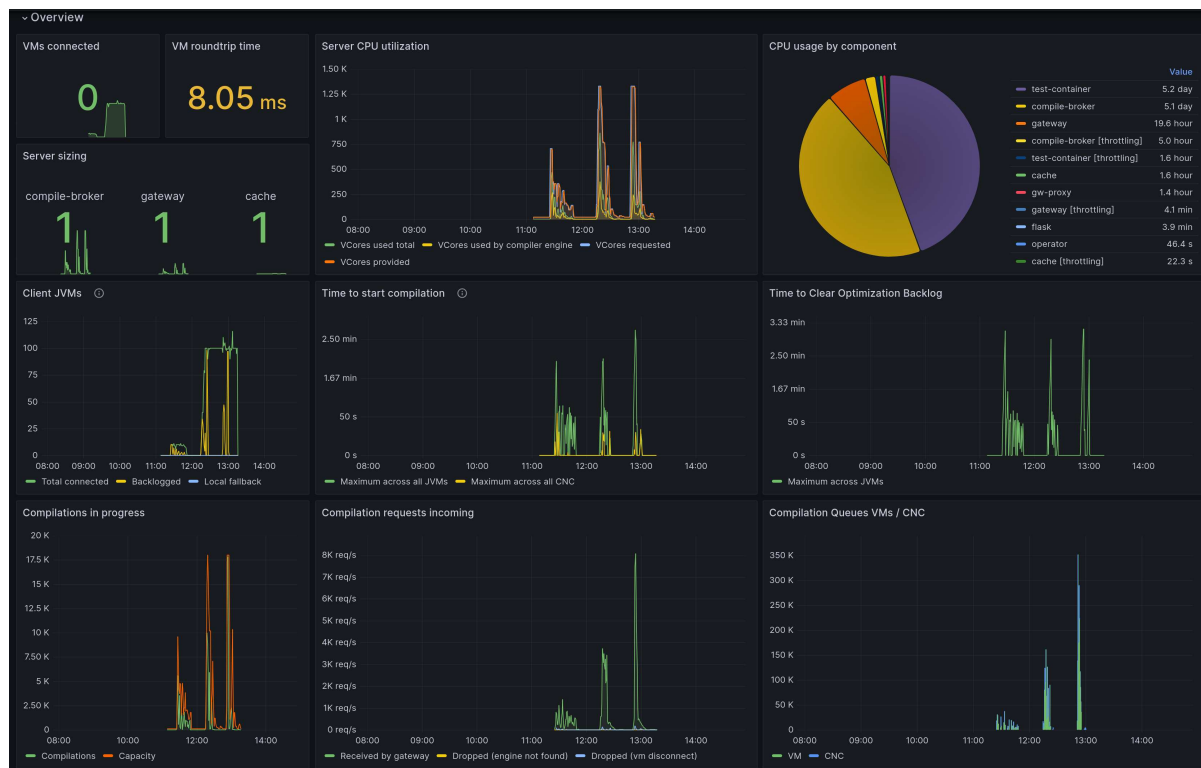 Overview
VMs connected
0
VM roundtrip time
8.05 ms
Server sizing
compile-broker gateway cache
1 1 1
Server CPU utilization
1.50 K
1.25 K
1 K
750
500
250
0
08:00 09:00 10:00 11:00 12:00 13:00 14:00
VCores used total VCores used by compiler engine VCores requested
VCores provided
CPU usage by component
Value
test-container 5.2 day
compile-broker 5.1 day
gateway 19.6 hour
compile-broker [throttling] 5.0 hour
test-container [throttling] 1.6 hour
cache 1.6 hour
gw-proxy 1.4 hour
gateway [throttling] 4.1 min
flask 3.9 min
operator 46.4 s
cache [throttling] 22.3 s
Client JVMs
125
100
75
50
25
0
08:00 09:00 10:00 11:00 12:00 13:00 14:00
Total connected Backlogged Local fallback
Time to start compilation
2.50 min
1.67 min
50 s
0 s
08:00 09:00 10:00 11:00 12:00 13:00 14:00
Maximum across all JVMs Maximum across all CNC
Time to Clear Optimization Backlog
3.33 min
2.50 min
1.67 min
50 s
0 s
08:00 09:00 10:00 11:00 12:00 13:00 14:00
Maximum across JVMs
Compilations in progress
20 K
17.5 K
15 K
12.5 K
10 K
7.50 K
5 K
2.50 K
0
08:00 10:00 12:00 14:00
Compilations Capacity
Compilation requests incoming
8K req/s
7K req/s
6K req/s
5K req/s
4K req/s
3K req/s
2K req/s
1K req/s
0 req/s
08:00 09:00 10:00 11:00 12:00 13:00 14:00
Received by gateway Dropped (engine not found) Dropped (vm disconnect)
Compilation Queues VMs / CNC
350 K
300 K
250 K
200 K
150 K
100 K
50 K
0
08:00 09:00 10:00 11:00 12:00 13:00 14:00
VM CNC